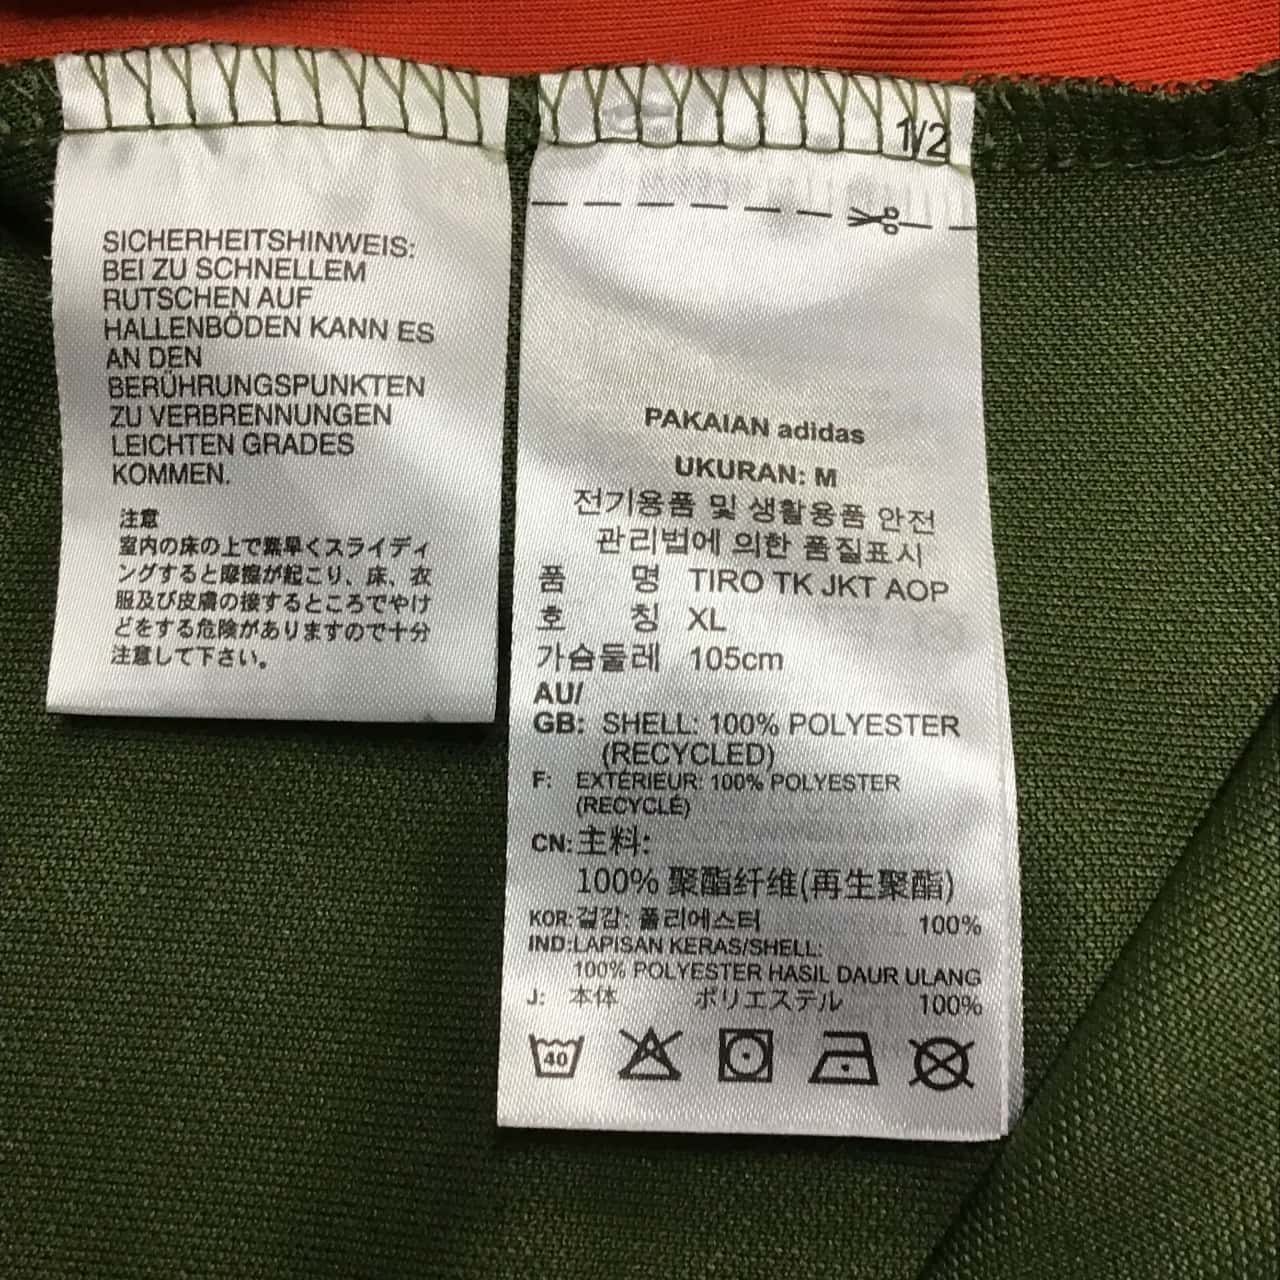 SICHERHEITSHINWEIS:
BEI ZU SCHNELLEM
RUTSCHEN AUF
HALLENBÖDEN KANN ES
AN DEN
BERÜHRUNGSPUNKTEN
ZU VERBRENNUNGEN
LEICHTEN GRADES
KOMMEN.
注意
室内の床の上で素早くスライディ
ングすると摩擦が起こり、床、衣
服及び皮膚の接するところでやけ
どをする危険がありますので十分
注意して下さい。
1/2
PAKAIAN adidas
UKURAN: M
전기용품 및 생활용품 안전
관리법에 의한 품질표시
품 명 TIRO TK JKT AOP
호 칭 XL
가슴둘레 105cm
AU/
GB: SHELL: 100% POLYESTER
(RECYCLED)
F: EXTÉRIEUR: 100% POLYESTER
(RECYCLÉ)
CN: 主料:
100% 聚酯纤维(再生聚酯)
KOR: 겉감: 폴리에스터 100%
IND: LAPISAN KERAS/SHELL:
100% POLYESTER HASIL DAUR ULANG
J: 本体 ポリエステル 100%
40